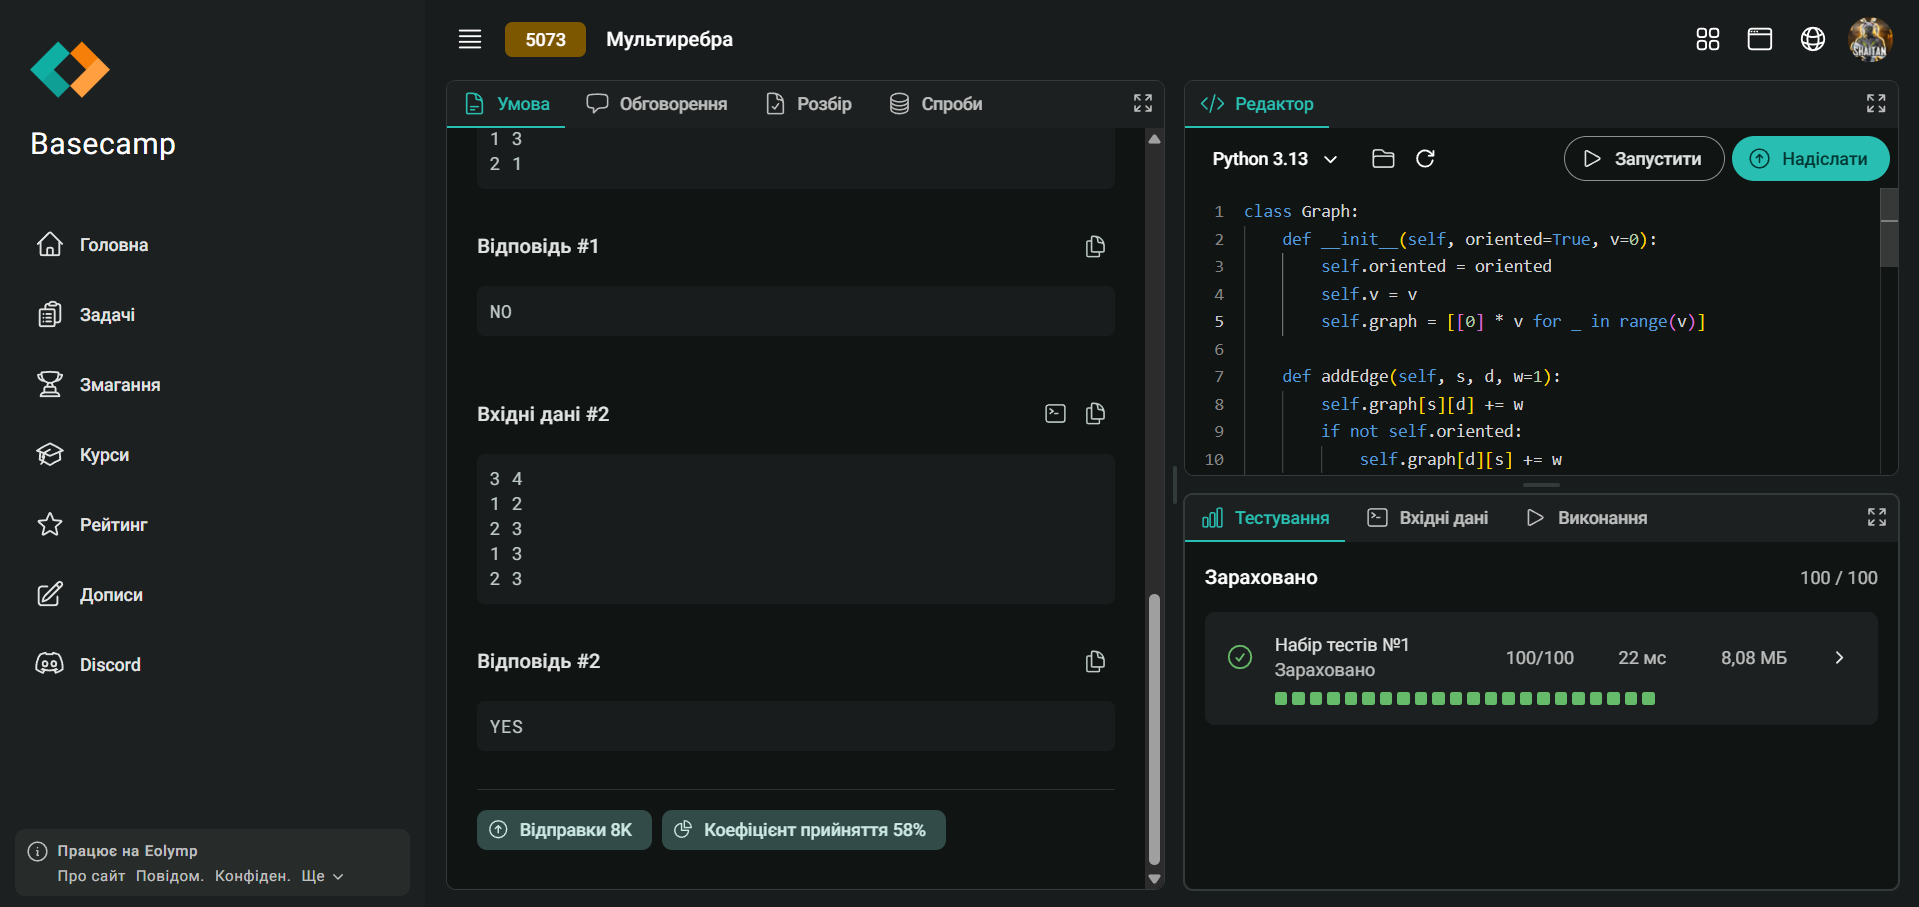 Basecamp
Головна
Задачі
Змагання
Курси
Рейтинг
Дописи
Discord
Працює на Eolymp
Про сайт Повідом. Конфіден. Ще
5073 Мультиребра
SHAITAN
Умова Обговорення Розбір Спроби
1 3
2 1
Відповідь #1
NO
Вхідні дані #2
3 4
1 2
2 3
1 3
2 3
Відповідь #2
YES
Відправки 8K Коефіцієнт прийняття 58%
Редактор
Python 3.13 Запустити Надіслати
1 class Graph:
2 def __init__(self, oriented=True, v=0):
3 self.oriented = oriented
4 self.v = v
5 self.graph = [[0] * v for _ in range(v)]
6
7 def addEdge(self, s, d, w=1):
8 self.graph[s][d] += w
9 if not self.oriented:
10 self.graph[d][s] += w
Тестування Вхідні дані Виконання
Зараховано 100 / 100
Набір тестів №1 100/100 22 мс 8,08 МБ
Зараховано